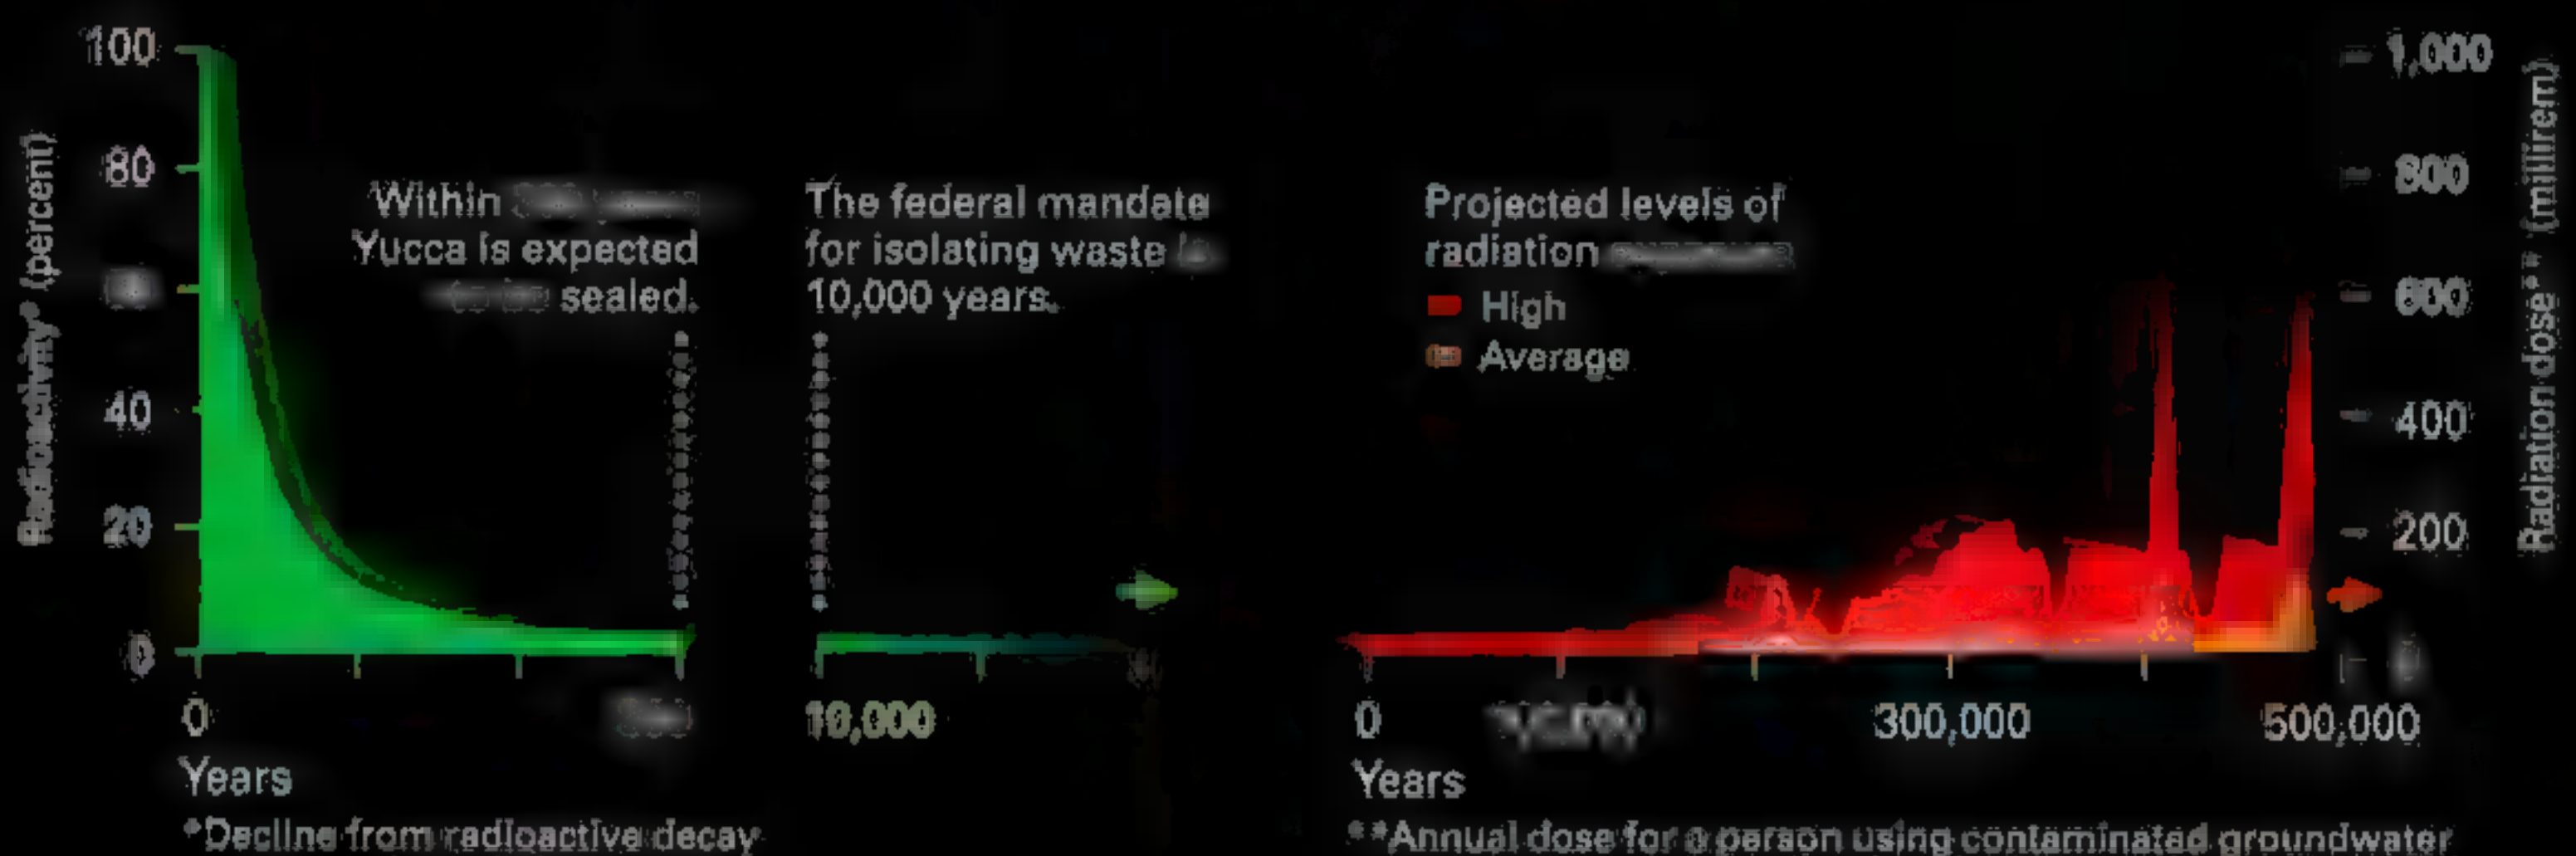 100
80
40
20
0
Radioactivity* (percent)
Within
Yucca is expected
sealed.
The federal mandate
for isolating waste
10,000 years.
0
10,000
Years
*Decline from radioactive decay
Projected levels of
radiation
High
Average
1,000
800
600
400
200
Radiation dose** (millirem)
0
300,000
500,000
Years
**Annual dose for a person using contaminated groundwater